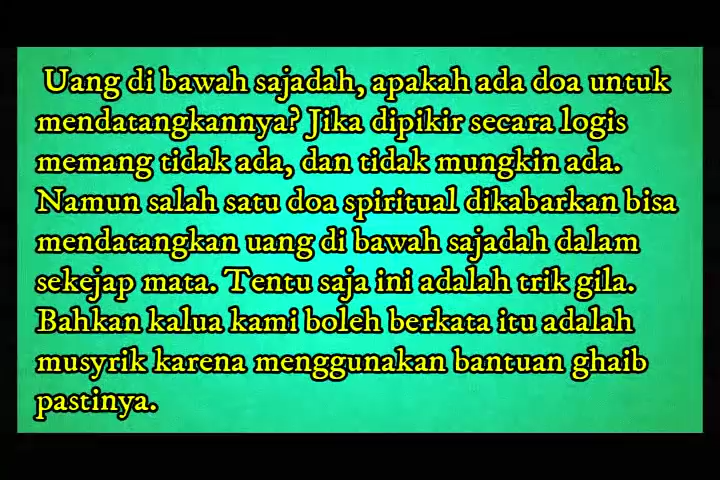 Uang di bawah sajadah, apakah ada doa untuk
mendatangkannya? Jika dipikir secara logis
memang tidak ada, dan tidak mungkin ada.
Namun salah satu doa spiritual dikabarkan bisa
mendatangkan uang di bawah sajadah dalam
sekejap mata. Tentu saja ini adalah trik gila.
Bahkan kalua kami boleh berkata itu adalah
musyrik karena menggunakan bantuan ghaib
pastinya.